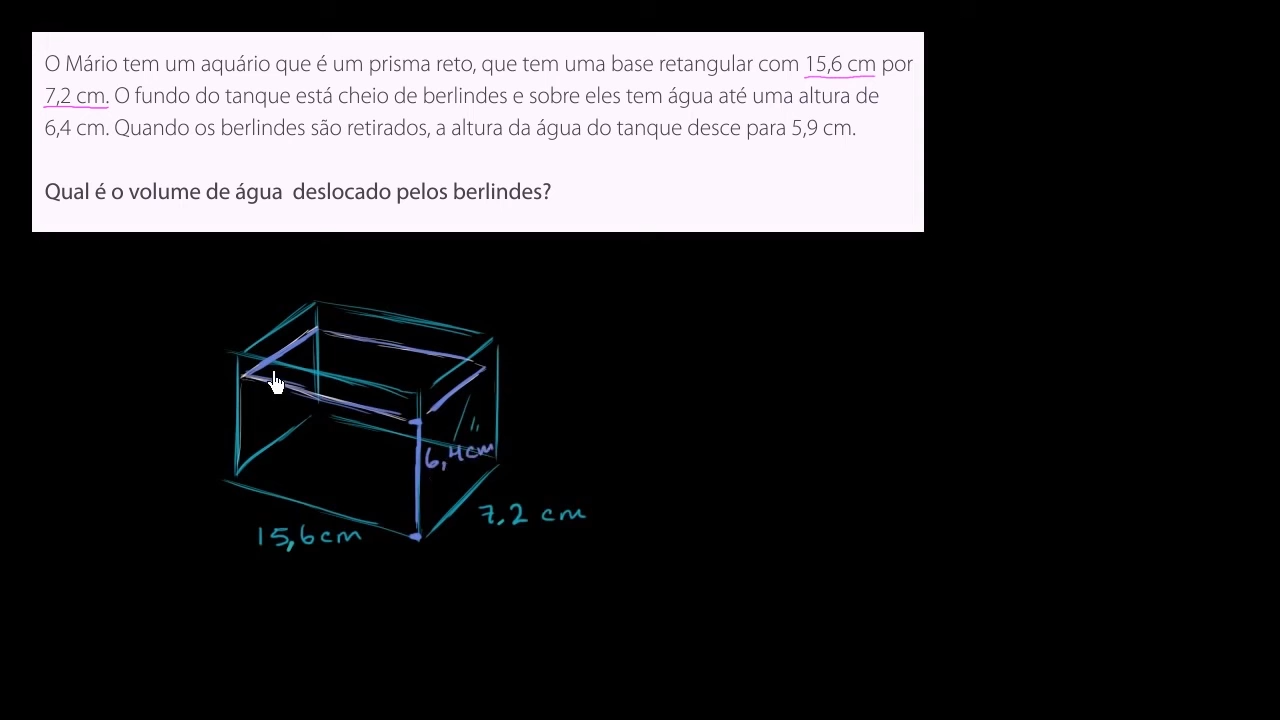 O Mário tem um aquário que é um prisma reto, que tem uma base retangular com 15,6 cm por
7,2 cm. O fundo do tanque está cheio de berlindes e sobre eles tem água até uma altura de
6,4 cm. Quando os berlindes são retirados, a altura da água do tanque desce para 5,9 cm.
Qual é o volume de água deslocado pelos berlindes?
6,4cm
7.2 cm
15,6cm